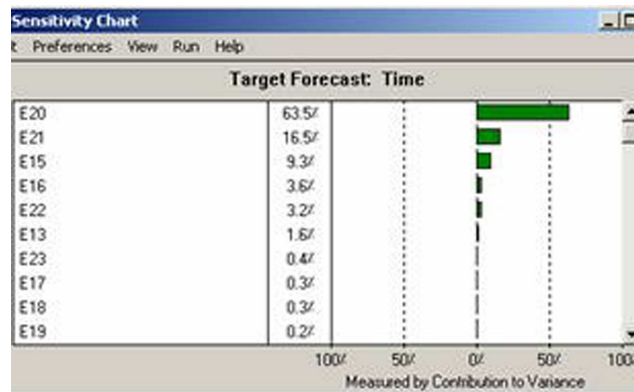 Sensitivity Chart
t Preferences View Run Help
Target Forecast: Time
E20 63.5%
E21 16.5%
E15 9.3%
E16 3.6%
E22 3.2%
E13 1.6%
E23 0.4%
E17 0.3%
E18 0.3%
E19 0.2%
100% 50% 0% 50% 100%
Measured by Contribution to Variance